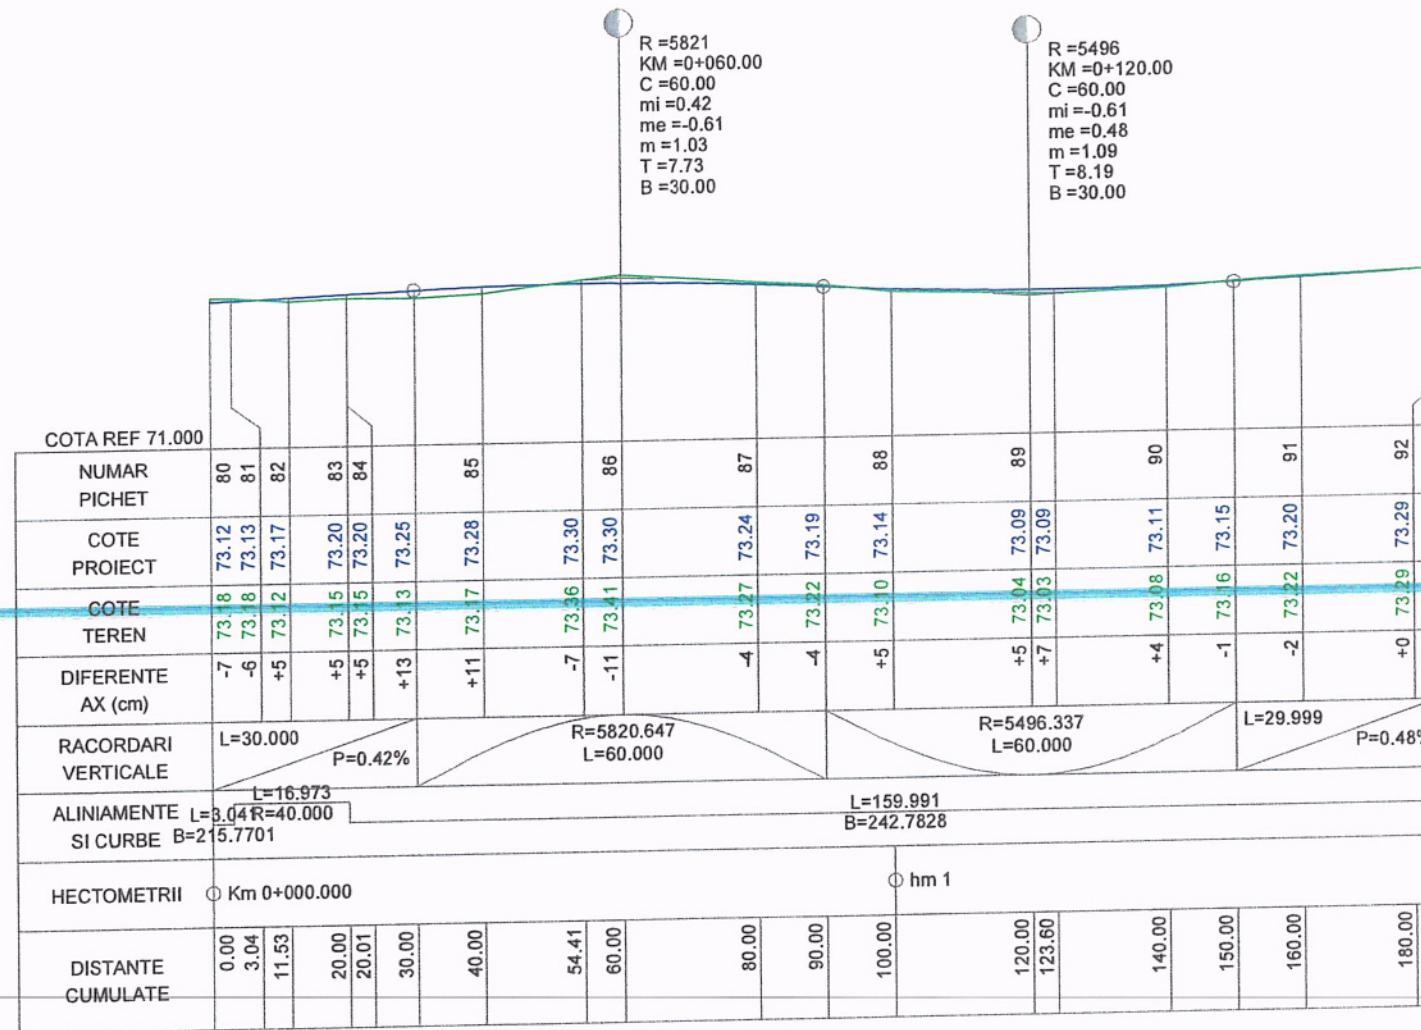 R =5821
KM =0+060.00
C =60.00
mi =0.42
me =-0.61
m =1.03
T =7.73
B =30.00
R =5496
KM =0+120.00
C =60.00
mi =-0.61
me =0.48
m =1.09
T =8.19
B =30.00
COTA REF 71.000
NUMAR
PICHET
80 81 82 83 84 85 86 87 88 89 90 91 92
COTE
PROIECT
73.12 73.13 73.17 73.20 73.20 73.25 73.28 73.30 73.30 73.24 73.19 73.14 73.09 73.09 73.11 73.15 73.20 73.29
COTE
TEREN
73.18 73.18 73.12 73.15 73.15 73.13 73.17 73.36 73.41 73.27 73.22 73.10 73.04 73.03 73.08 73.16 73.22 73.29
DIFERENTE
AX (cm)
-7 -6 +5 +5 +5 +13 +11 -7 -11 -4 -4 +5 +5 +7 +4 -1 -2 +0
RACORDARI
VERTICALE
L=30.000
P=0.42%
R=5820.647
L=60.000
R=5496.337
L=60.000
L=29.999
P=0.48%
ALINIAMENTE
SI CURBE
L=3.041
B=215.7701
L=16.973
R=40.000
L=159.991
B=242.7828
HECTOMETRII
Km 0+000.000
hm 1
DISTANTE
CUMULATE
0.00 3.04 11.53 20.00 20.01 30.00 40.00 54.41 60.00 80.00 90.00 100.00 120.00 123.60 140.00 150.00 160.00 180.00